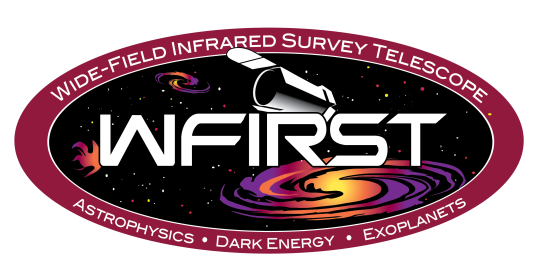 WIDE-FIELD INFRARED SURVEY TELESCOPE
WFIRST
ASTROPHYSICS • DARK ENERGY • EXOPLANETS